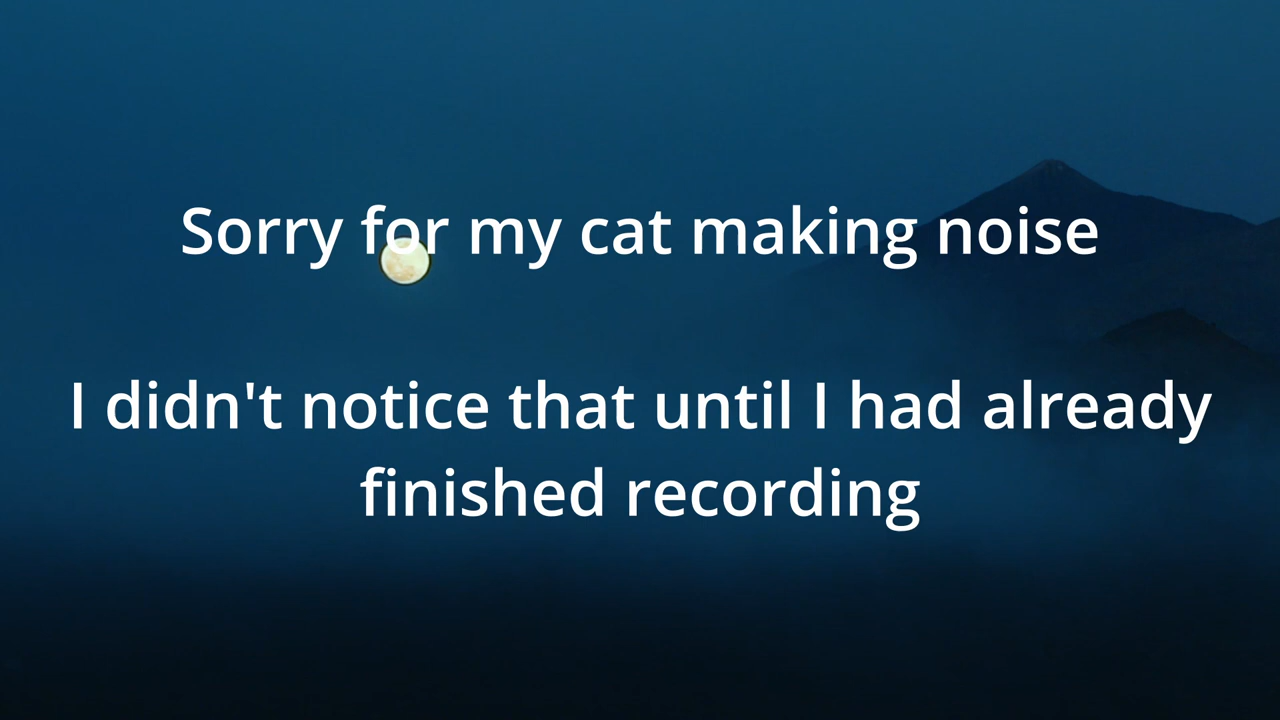 Sorry for my cat making noise
I didn't notice that until I had already
finished recording